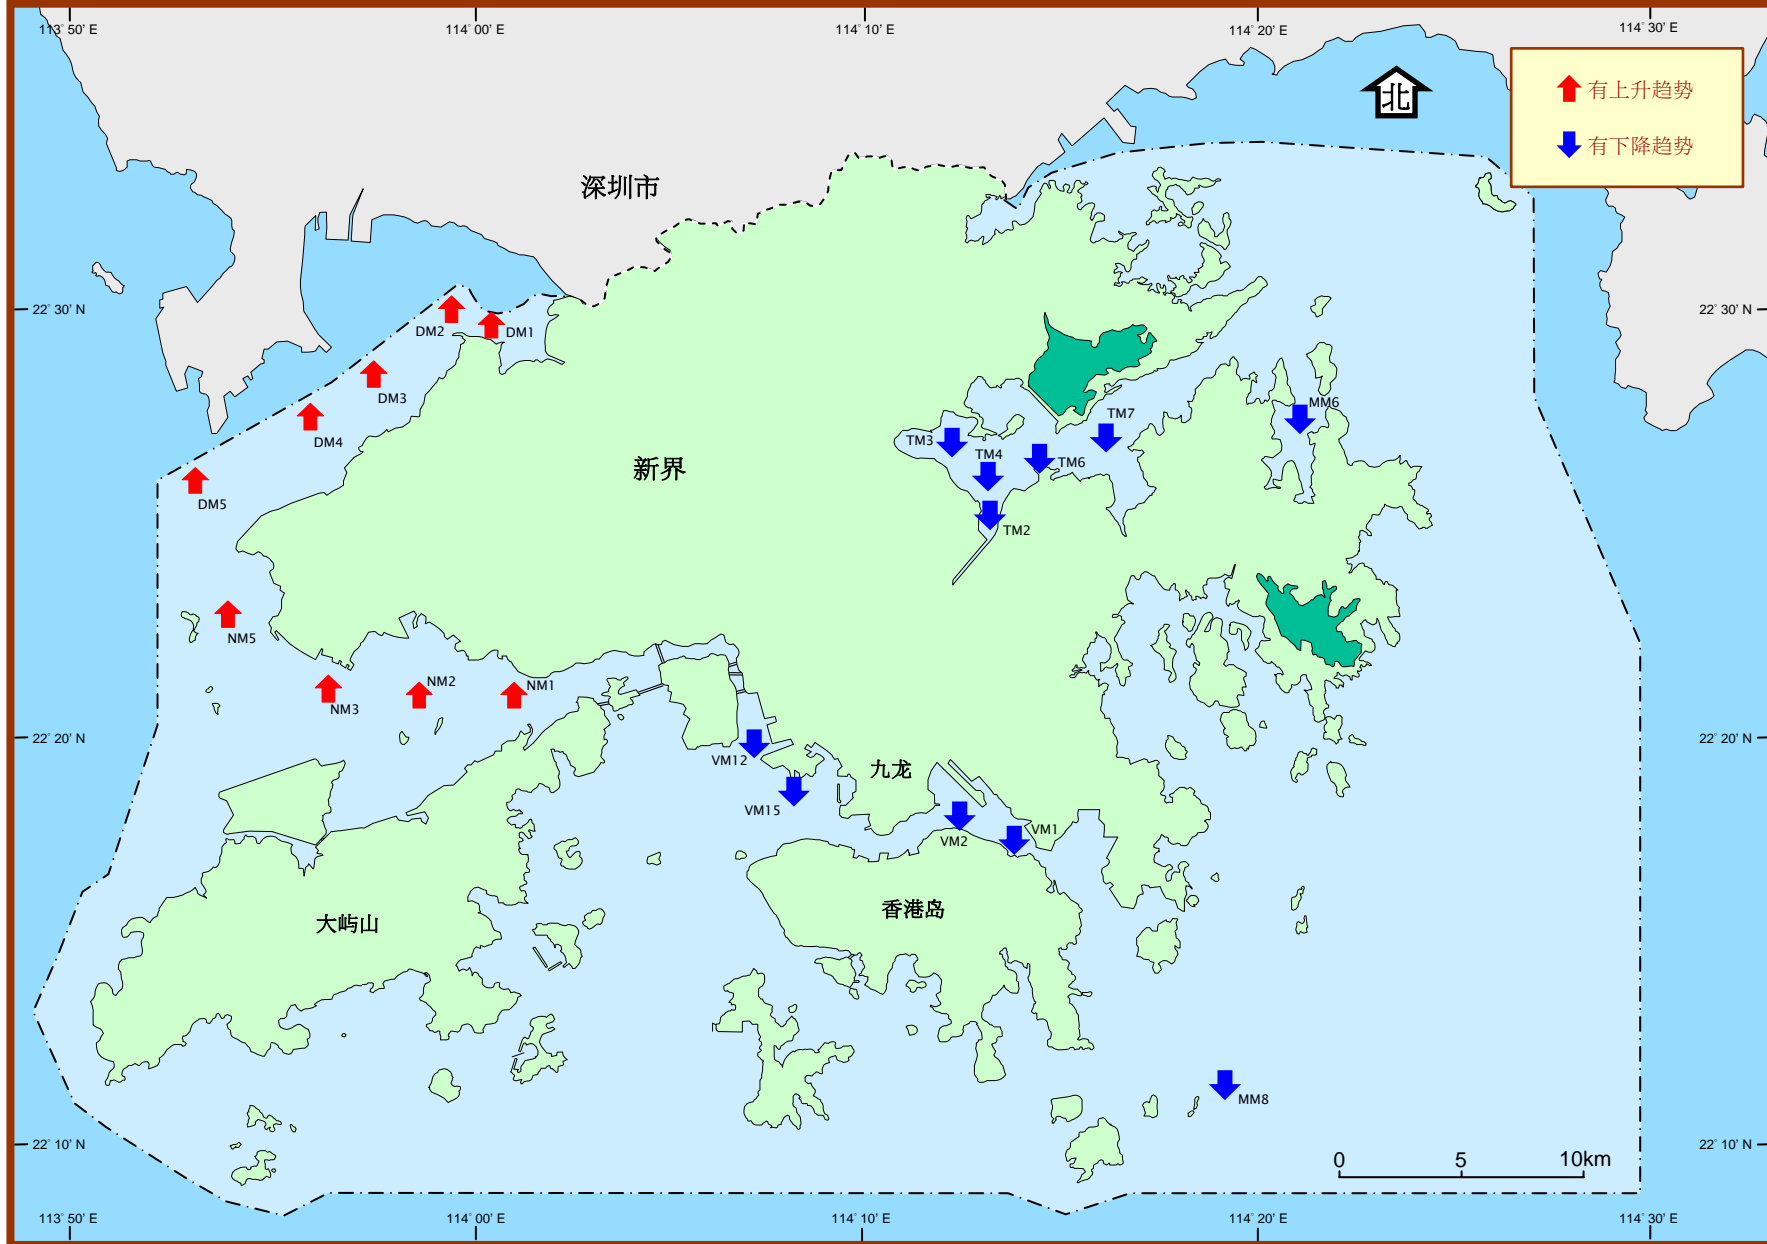 113° 50' E
114° 00' E
114° 10' E
114° 20' E
114° 30' E
北
有上升趋势
有下降趋势
深圳市
22° 30' N
22° 30' N
DM2
DM1
DM3
DM4
DM5
MM6
TM7
TM3
TM4
TM6
TM2
新界
NM5
NM2
NM1
NM3
22° 20' N
22° 20' N
VM12
九龙
VM15
VM2
VM1
香港岛
大屿山
MM8
22° 10' N
22° 10' N
0 5 10km
113° 50' E
114° 00' E
114° 10' E
114° 20' E
114° 30' E